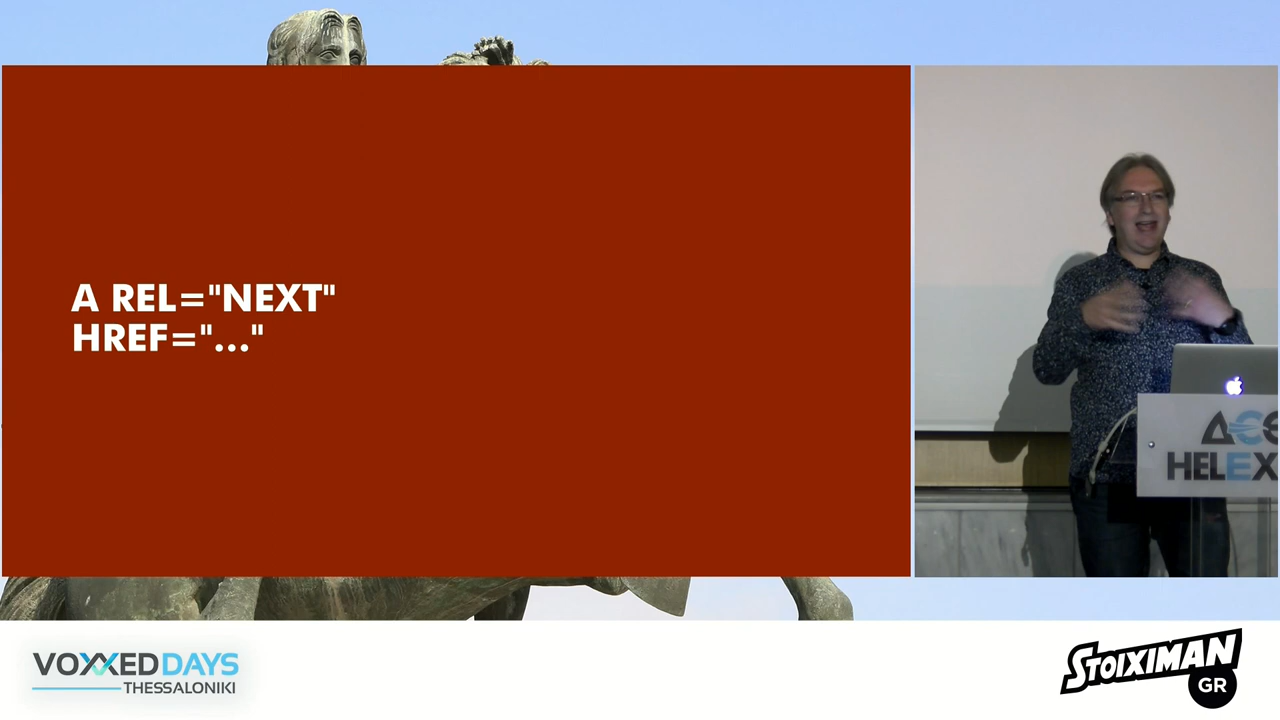 A REL="NEXT"
HREF="..."
HELEX
VOXXED DAYS
THESSALONIKI
STOIXIMAN
GR